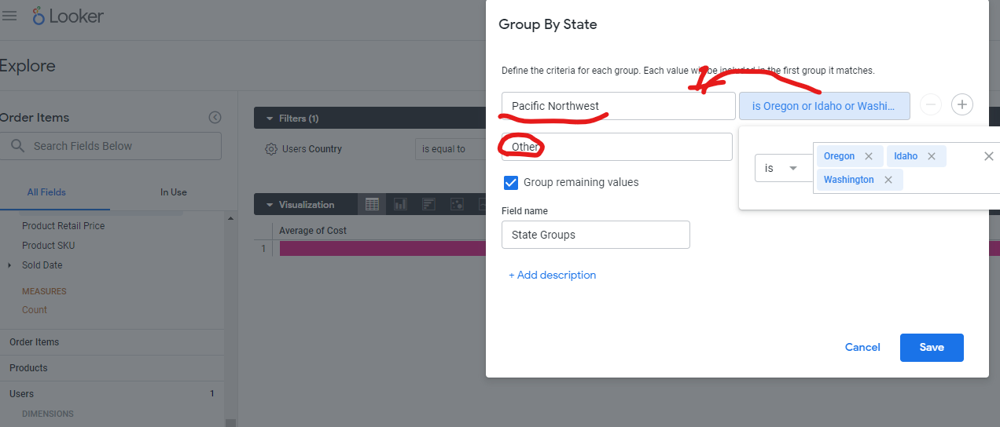 Looker
Explore
Order Items
Search Fields Below
All Fields
In Use
Product Retail Price
Product SKU
Sold Date
MEASURES
Count
Order Items
Products
Users 1
DIMENSIONS
Filters (1)
Users Country
is equal to
Visualization
Average of Cost
1
Group By State
Define the criteria for each group. Each value will be included in the first group it matches.
Pacific Northwest
is Oregon or Idaho or Washi...
Other
is
Oregon
Idaho
Washington
Group remaining values
Field name
State Groups
+ Add description
Cancel
Save